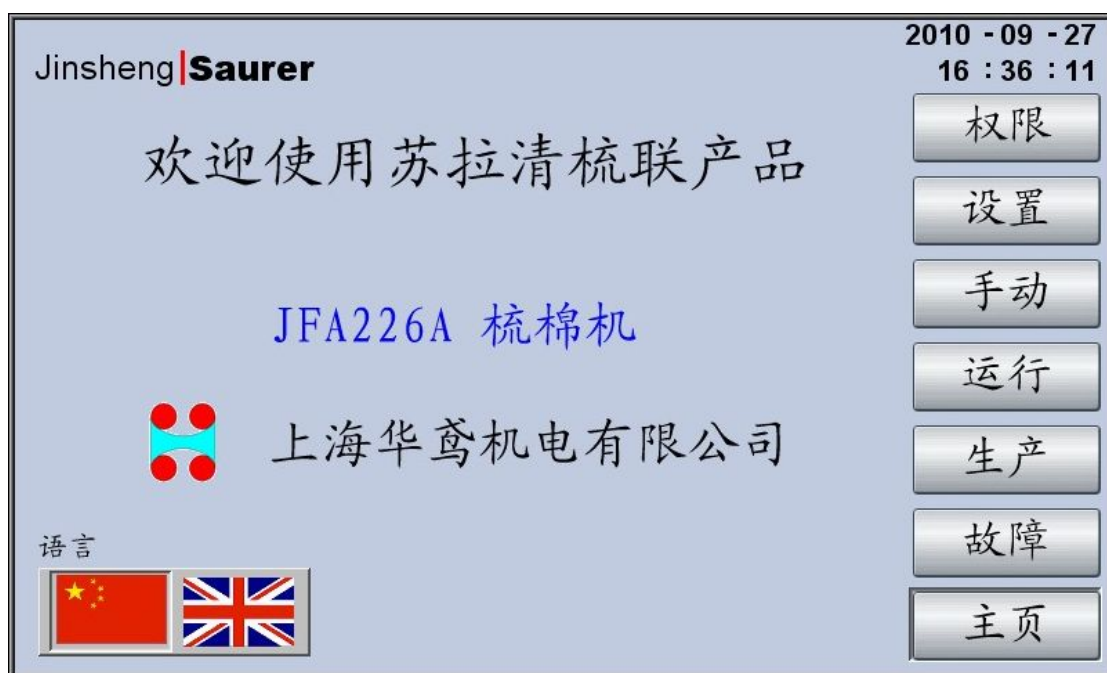 Jinsheng|Saurer
2010 - 09 - 27
16 : 36 : 11
欢迎使用苏拉清梳联产品
JFA226A 梳棉机
上海华鸢机电有限公司
语言
权限
设置
手动
运行
生产
故障
主页